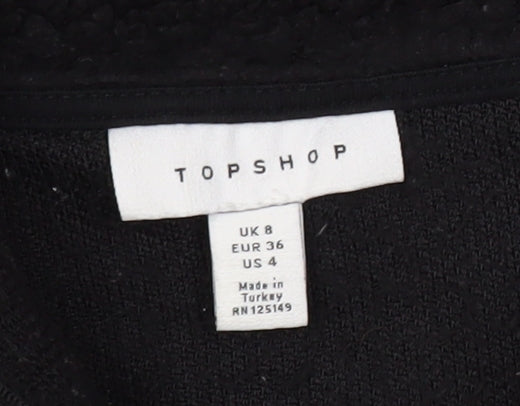 TOPSHOP
UK 8
EUR 36
US 4
Made in
Turkey
RN125149